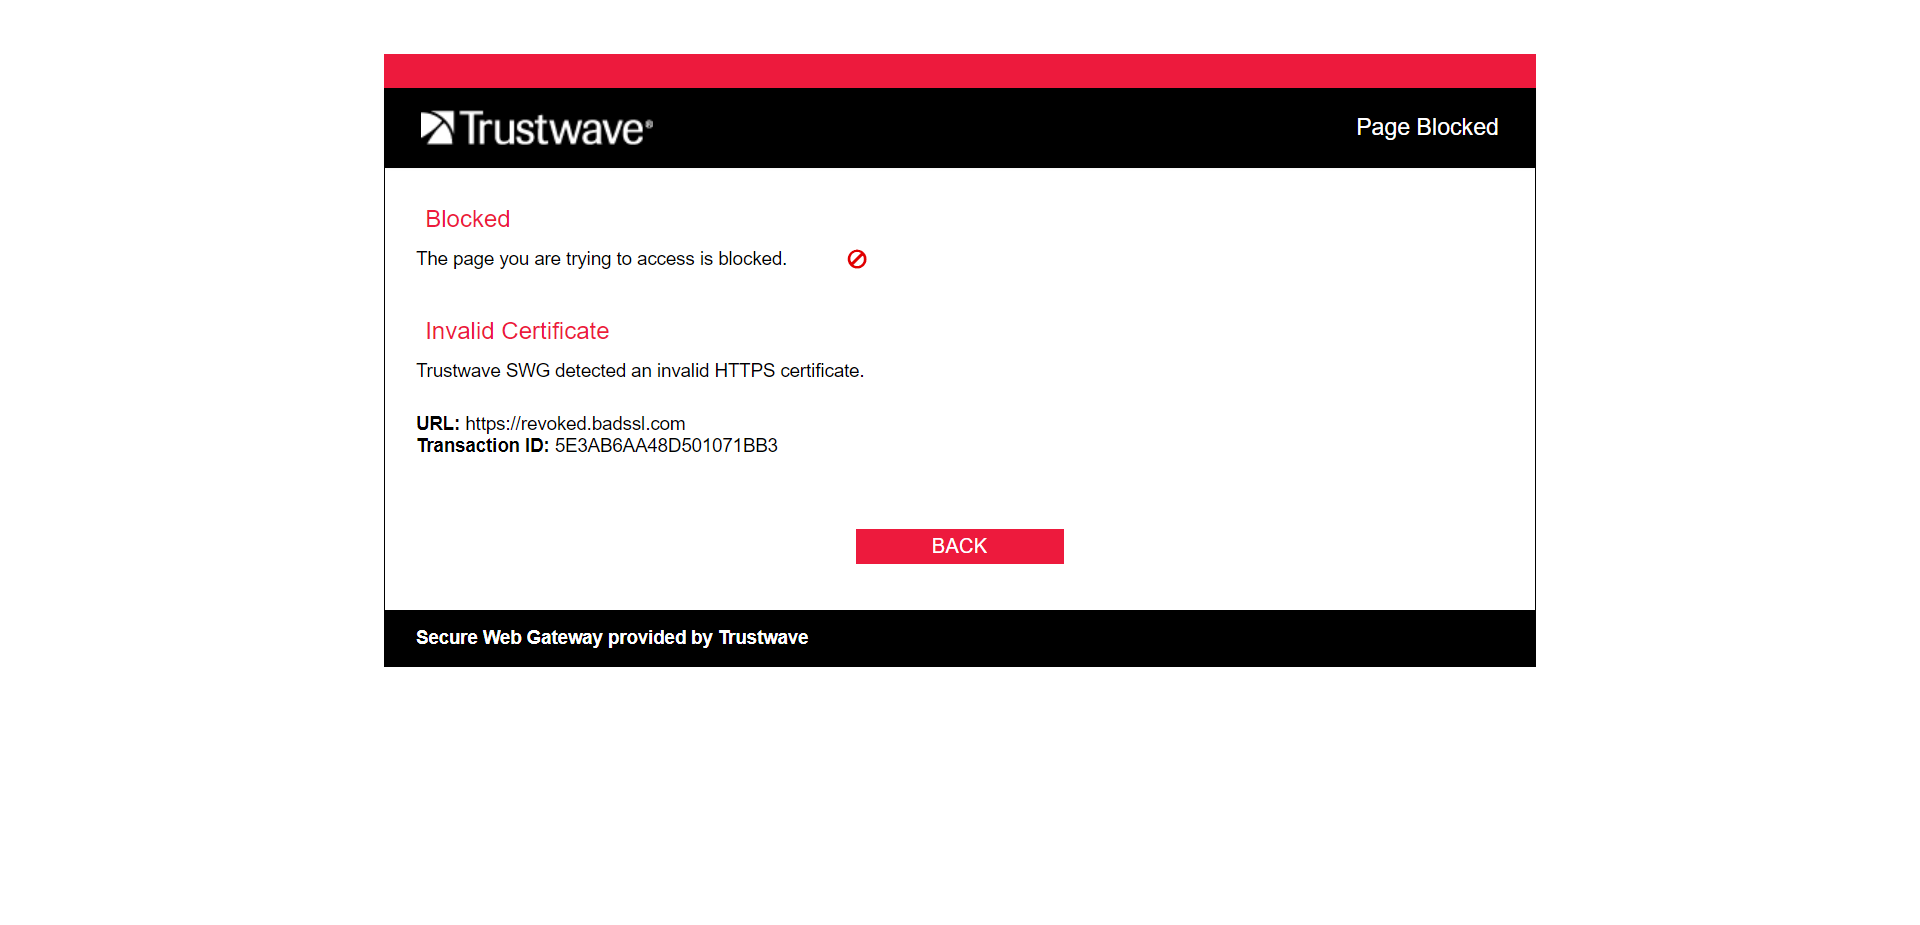 Trustwave®
Page Blocked
Blocked
The page you are trying to access is blocked.
Invalid Certificate
Trustwave SWG detected an invalid HTTPS certificate.
URL: https://revoked.badssl.com
Transaction ID: 5E3AB6AA48D501071BB3
BACK
Secure Web Gateway provided by Trustwave